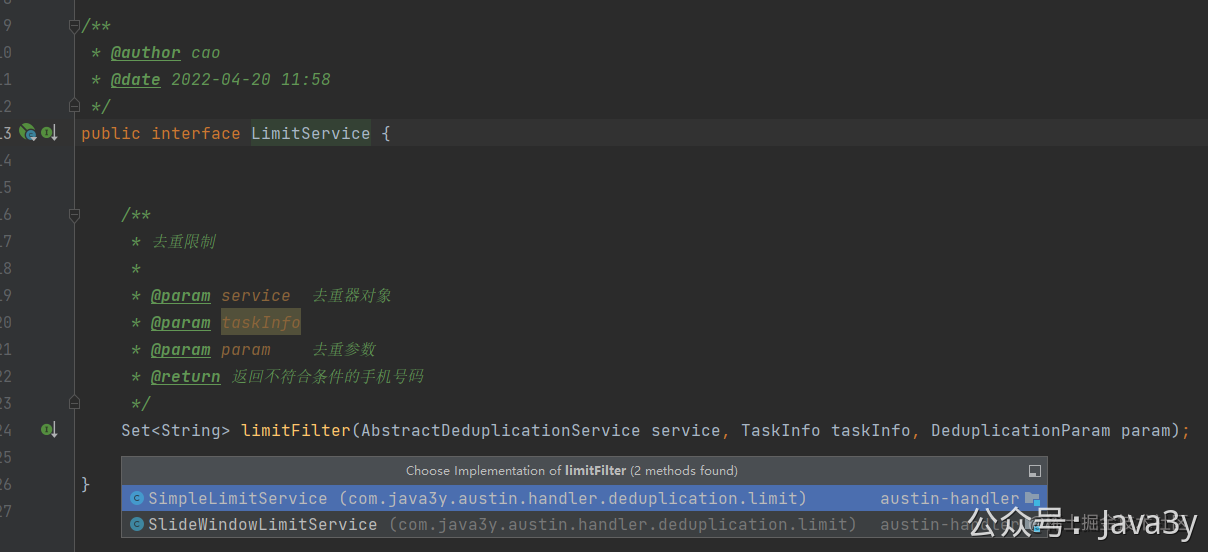 9 /**
10 * @author cao
11 * @date 2022-04-20 11:58
12 */
13 public interface LimitService {
14
15
16 /**
17 * 去重限制
18 *
19 * @param service 去重器对象
20 * @param taskInfo
21 * @param param 去重参数
22 * @return 返回不符合条件的手机号码
23 */
24 Set<String> limitFilter(AbstractDeduplicationService service, TaskInfo taskInfo, DeduplicationParam param);
25
Choose Implementation of limitFilter (2 methods found)
26 }
SimpleLimitService (com.java3y.austin.handler.deduplication.limit) austin-handler
27
SlideWindowLimitService (com.java3y.austin.handler.deduplication.limit) austin-handler
公众号：Java3y